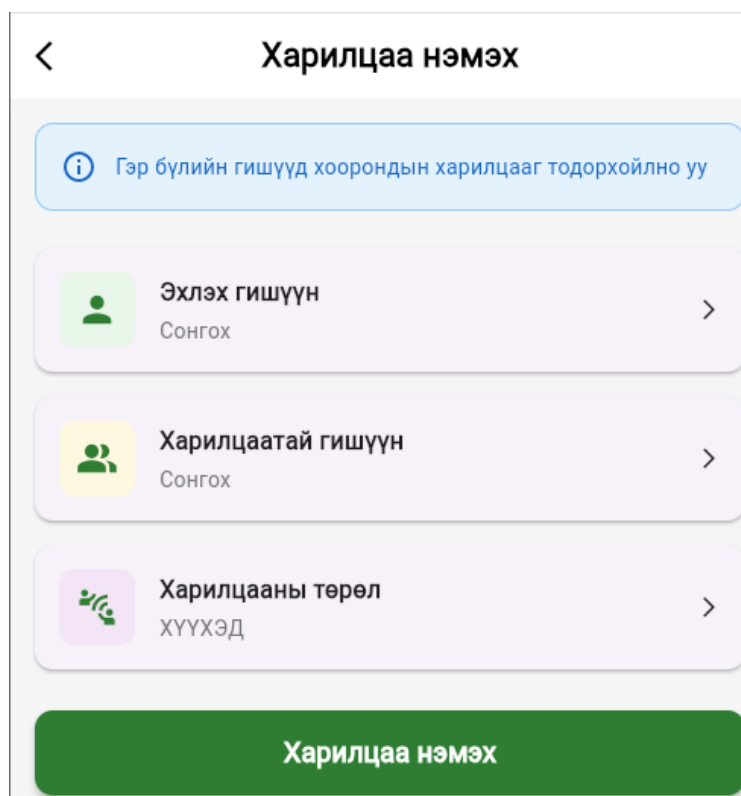 Харилцаа нэмэх
Гэр бүлийн гишүүд хоорондын харилцааг тодорхойлно уу
Эхлэх гишүүн
Сонгох
Харилцаатай гишүүн
Сонгох
Харилцааны төрөл
ХҮҮХЭД
Харилцаа нэмэх